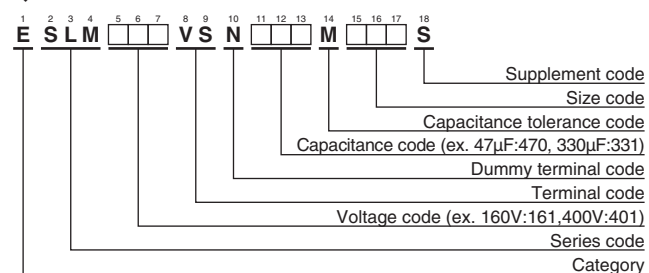 1 2 3 4 5 6 7 8 9 10 11 12 13 14 15 16 17 18
E S L M □□□ V S N □□□ M □□□ S
Supplement code
Size code
Capacitance tolerance code
Capacitance code (ex. 47μF:470, 330μF:331)
Dummy terminal code
Terminal code
Voltage code (ex. 160V:161,400V:401)
Series code
Category